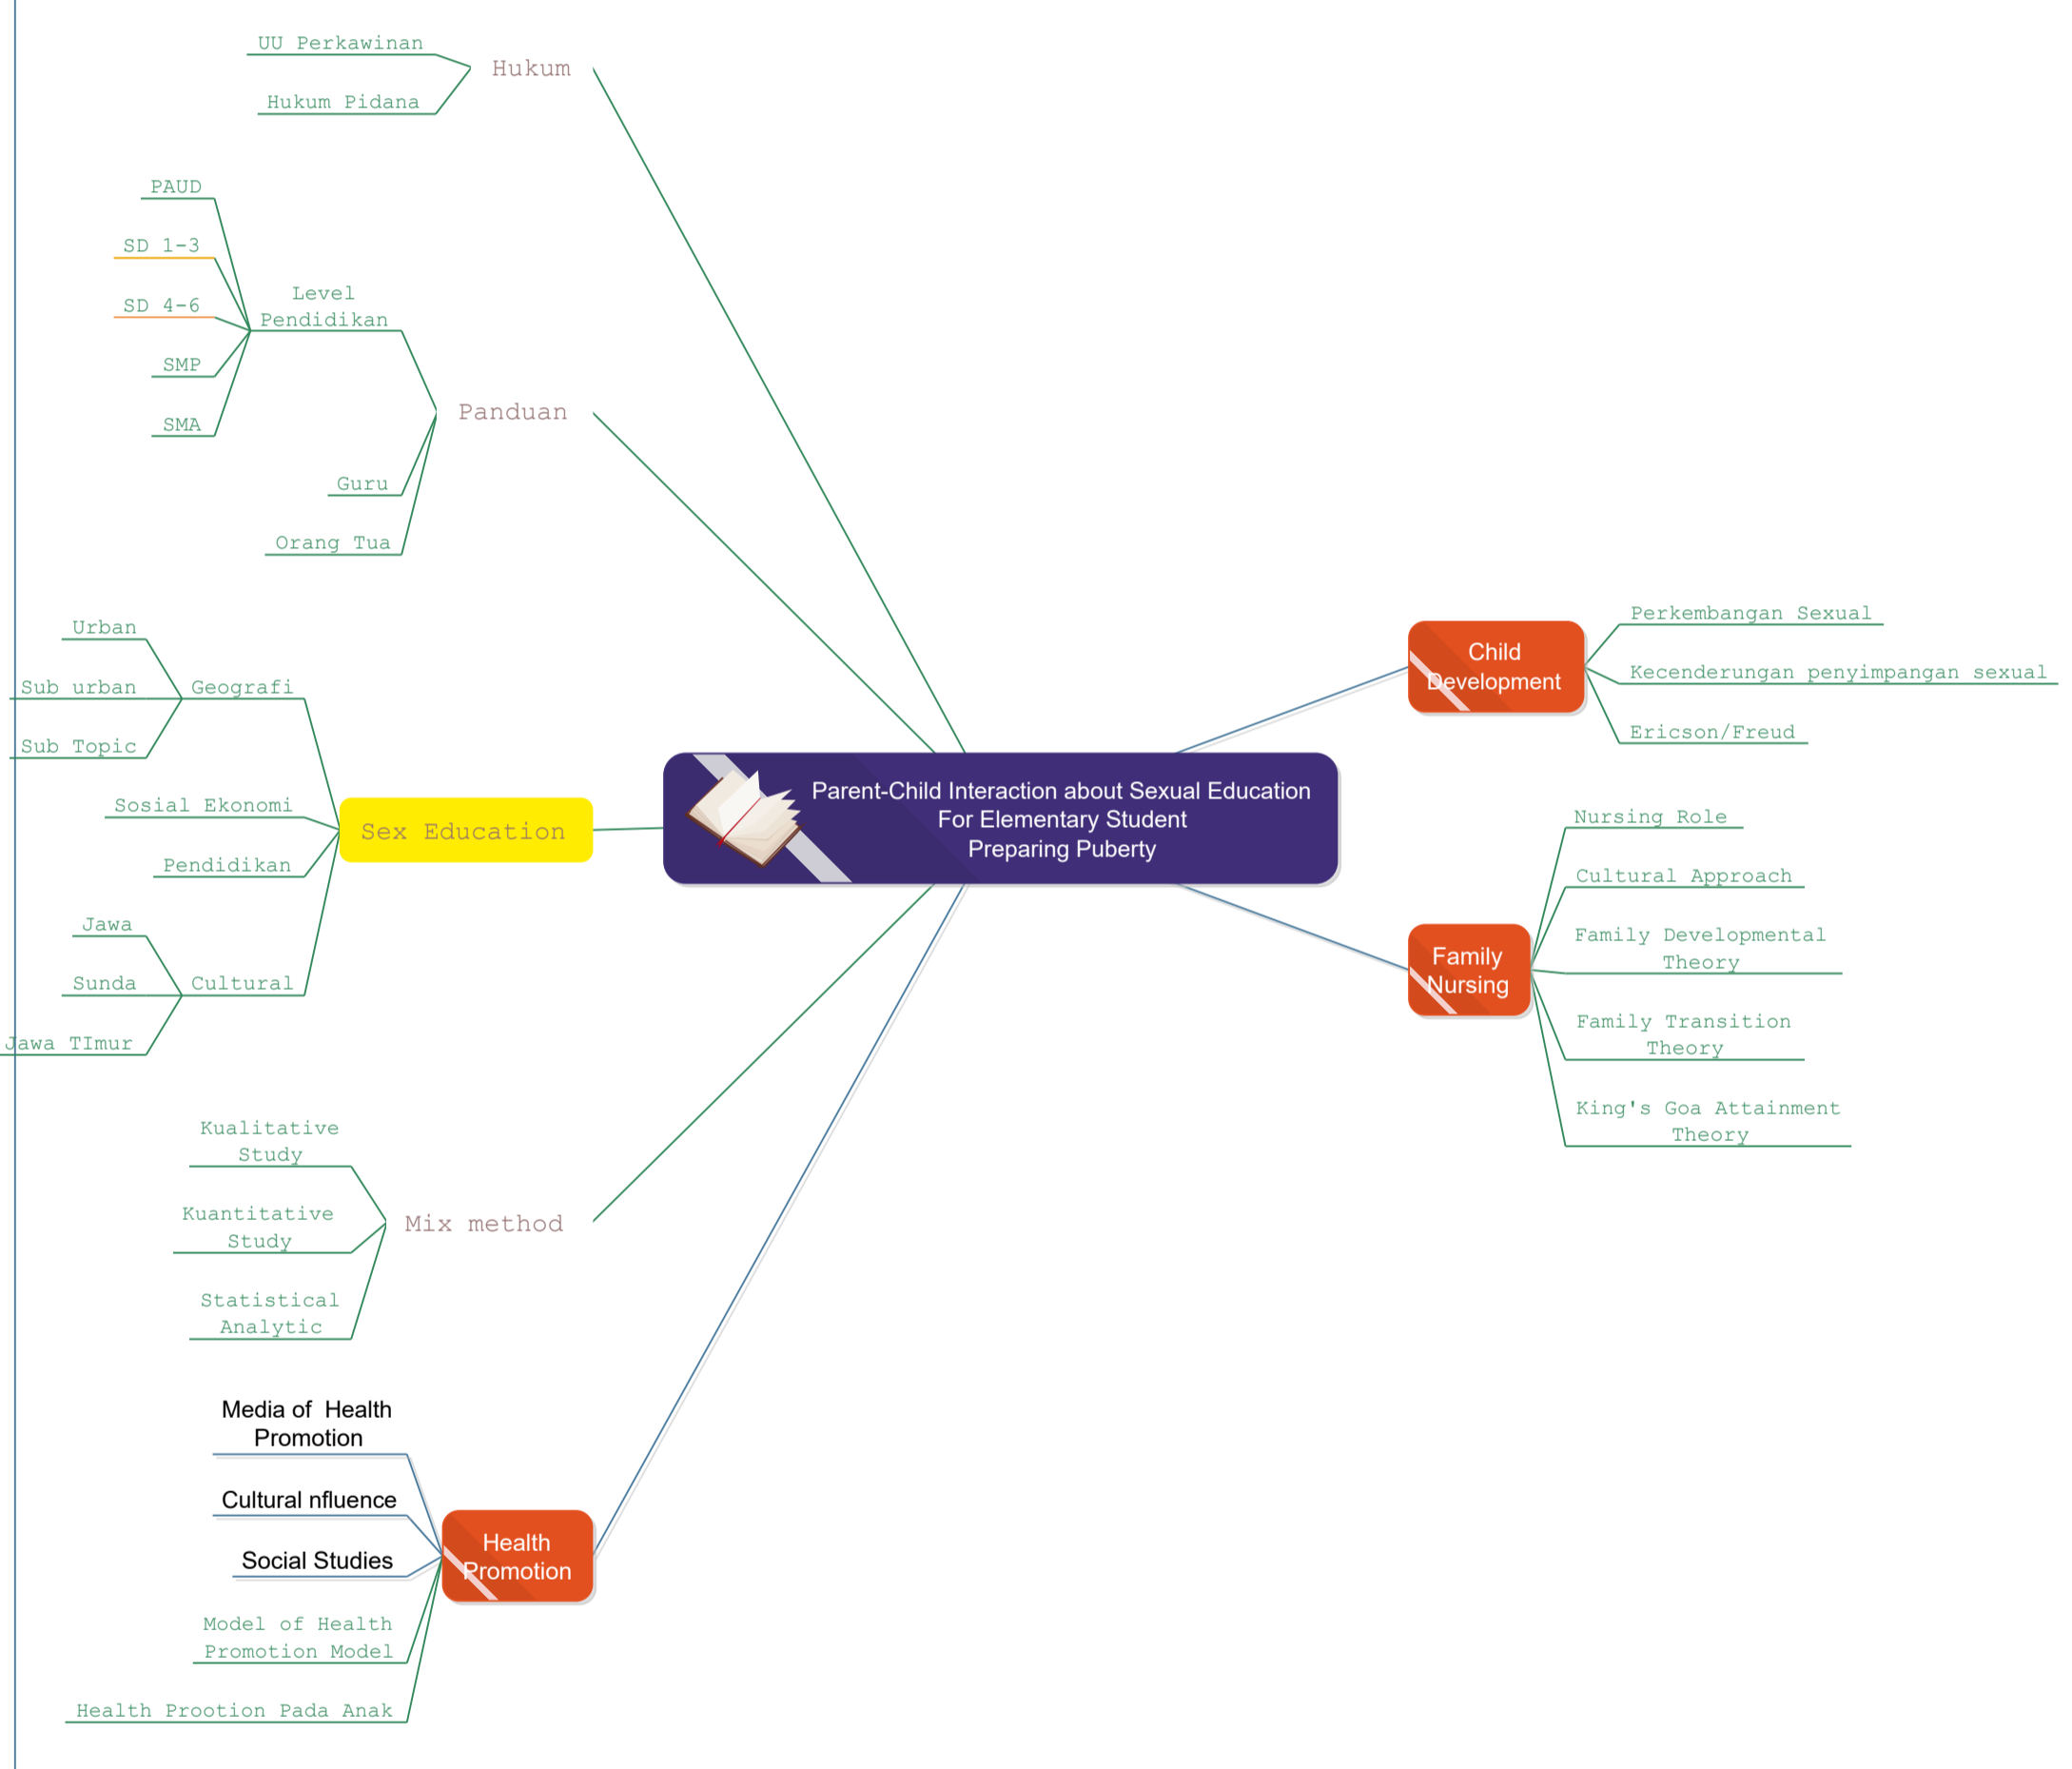 UU Perkawinan
Hukum Pidana
Hukum
PAUD
SD 1-3
SD 4-6
SMP
SMA
Level
Pendidikan
Guru
Orang Tua
Panduan
Urban
Sub urban
Sub Topic
Geografi
Sosial Ekonomi
Pendidikan
Jawa
Sunda
Jawa TImur
Cultural
Sex Education
Kualitative
Study
Kuantitative
Study
Statistical
Analytic
Mix method
Media of  Health
Promotion
Cultural nfluence
Social Studies
Model of Health
Promotion Model
Health Prootion Pada Anak
Health
Promotion
Parent-Child Interaction about Sexual Education
For Elementary Student
Preparing Puberty
Child
Development
Perkembangan Sexual
Kecenderungan penyimpangan sexual
Ericson/Freud
Family
Nursing
Nursing Role
Cultural Approach
Family Developmental
Theory
Family Transition
Theory
King's Goa Attainment
Theory